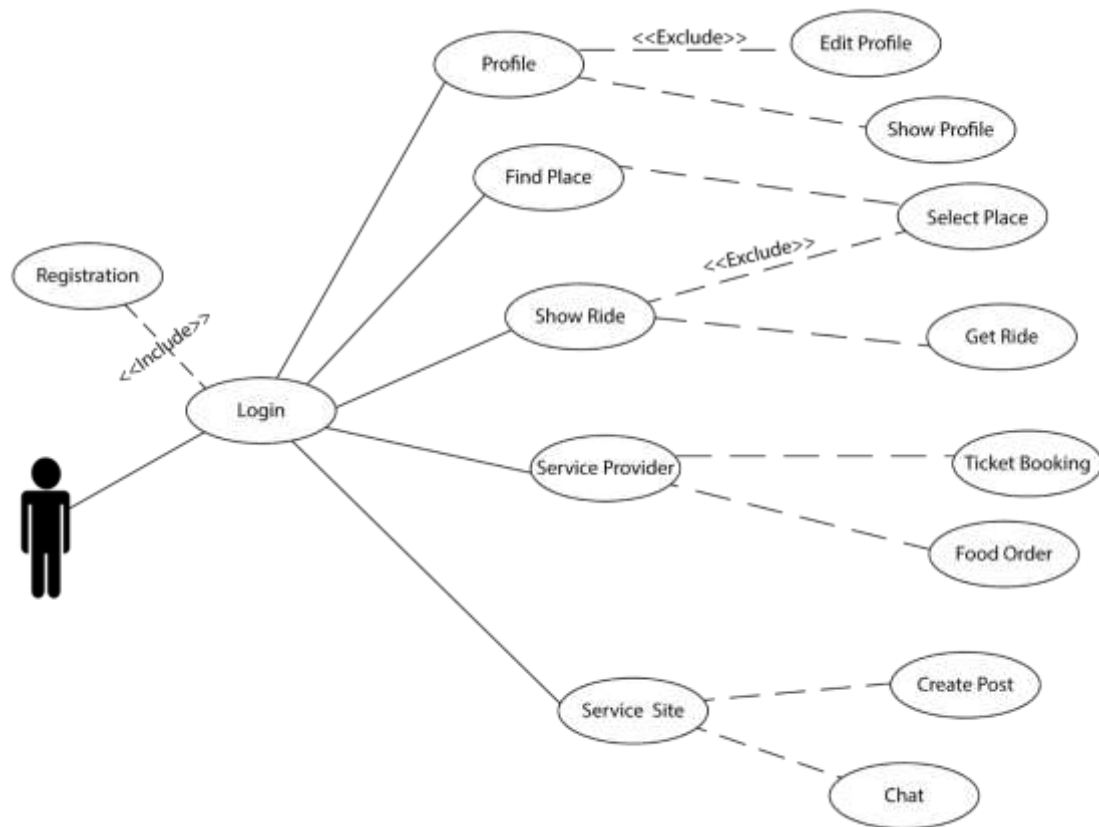 <<Exclude>>
Edit Profile
Profile
Show Profile
Find Place
Select Place
<<Exclude>>
Registration
<<Include>>
Show Ride
Get Ride
Login
Service Provider
Ticket Booking
Food Order
Create Post
Service Site
Chat